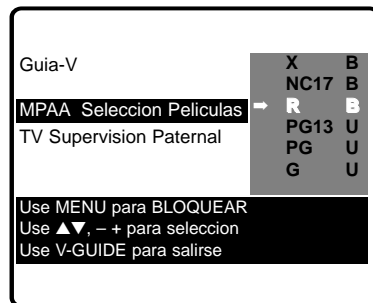 Guia-V
MPAA Seleccion Peliculas
TV Supervision Paternal
➡
X B
NC17 B
R B
PG13 U
PG U
G U
Use MENU para BLOQUEAR
Use ▲▼, – + para seleccion
Use V-GUIDE para salirse